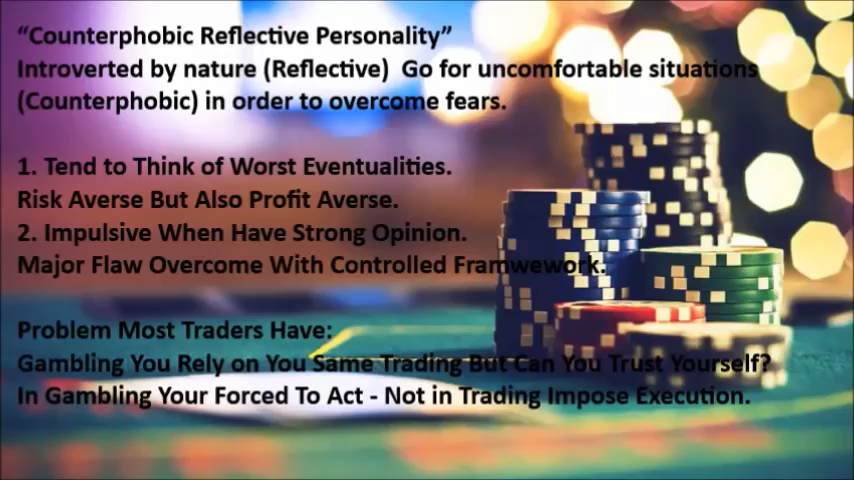 “Counterphobic Reflective Personality”
Introverted by nature (Reflective)  Go for uncomfortable situations
(Counterphobic) in order to overcome fears.
1. Tend to Think of Worst Eventualities.
Risk Averse But Also Profit Averse.
2. Impulsive When Have Strong Opinion.
Major Flaw Overcome With Controlled Framwework.
Problem Most Traders Have:
Gambling You Rely on You Same Trading But Can You Trust Yourself?
In Gambling Your Forced To Act - Not in Trading Impose Execution.